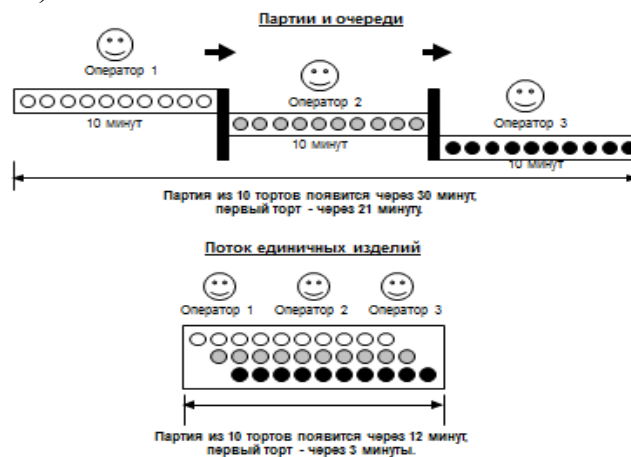 Партии и очереди
Оператор 1
Оператор 2
Оператор 3
10 минут
10 минут
10 минут
Партия из 10 тортов появится через 30 минут,
первый торт - через 21 минуту.
Поток единичных изделий
Оператор 1 Оператор 2 Оператор 3
Партия из 10 тортов появится через 12 минут,
первый торт - через 3 минуты.